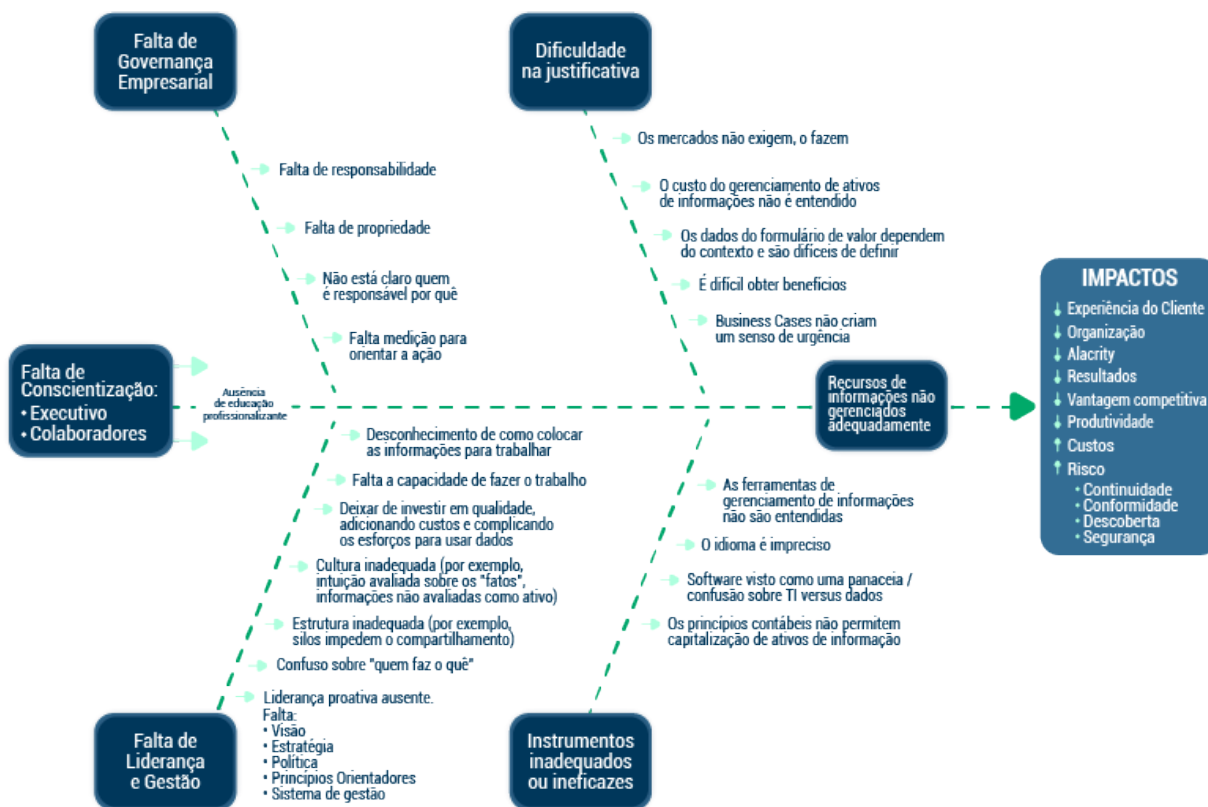 Falta de
Governança
Empresarial
Dificuldade
na justificativa
Falta de responsabilidade
Falta de propriedade
Não está claro quem
é responsável por quê
Falta medição para
orientar a ação
Os mercados não exigem, o fazem
O custo do gerenciamento de ativos
de informações não é entendido
Os dados do formulário de valor dependem
do contexto e são difíceis de definir
É difícil obter benefícios
Business Cases não criam
um senso de urgência
Falta de
Conscientização:
• Executivo
• Colaboradores
Ausência
de educação
profissionalizante
Recursos de
informações não
gerenciados
adequadamente
IMPACTOS
Experiência do Cliente
Organização
Alacrity
Resultados
Vantagem competitiva
Produtividade
Custos
Risco
• Continuidade
• Conformidade
• Descoberta
• Segurança
Desconhecimento de como colocar
as informações para trabalhar
Falta a capacidade de fazer o trabalho
Deixar de investir em qualidade,
adicionando custos e complicando
os esforços para usar dados
Cultura inadequada (por exemplo,
intuição avaliada sobre os "fatos",
informações não avaliadas como ativo)
Estrutura inadequada (por exemplo,
silos impedem o compartilhamento)
Confuso sobre "quem faz o quê"
Liderança proativa ausente.
Falta:
• Visão
• Estratégia
• Política
• Princípios Orientadores
• Sistema de gestão
As ferramentas de
gerenciamento de informações
não são entendidas
O idioma é impreciso
Software visto como uma panaceia /
confusão sobre TI versus dados
Os princípios contábeis não permitem
capitalização de ativos de informação
Falta de
Liderança
e Gestão
Instrumentos
inadequados
ou ineficazes